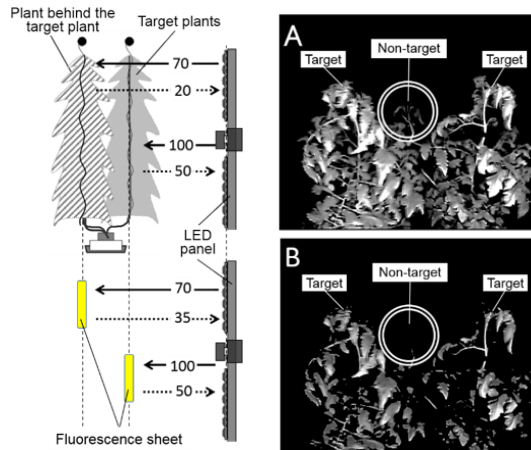 Plant behind the
target plant
Target plants
70
20
100
50
LED
panel
70
35
100
50
Fluorescence sheet
A
Non-target
Target
Target
B
Non-target
Target
Target